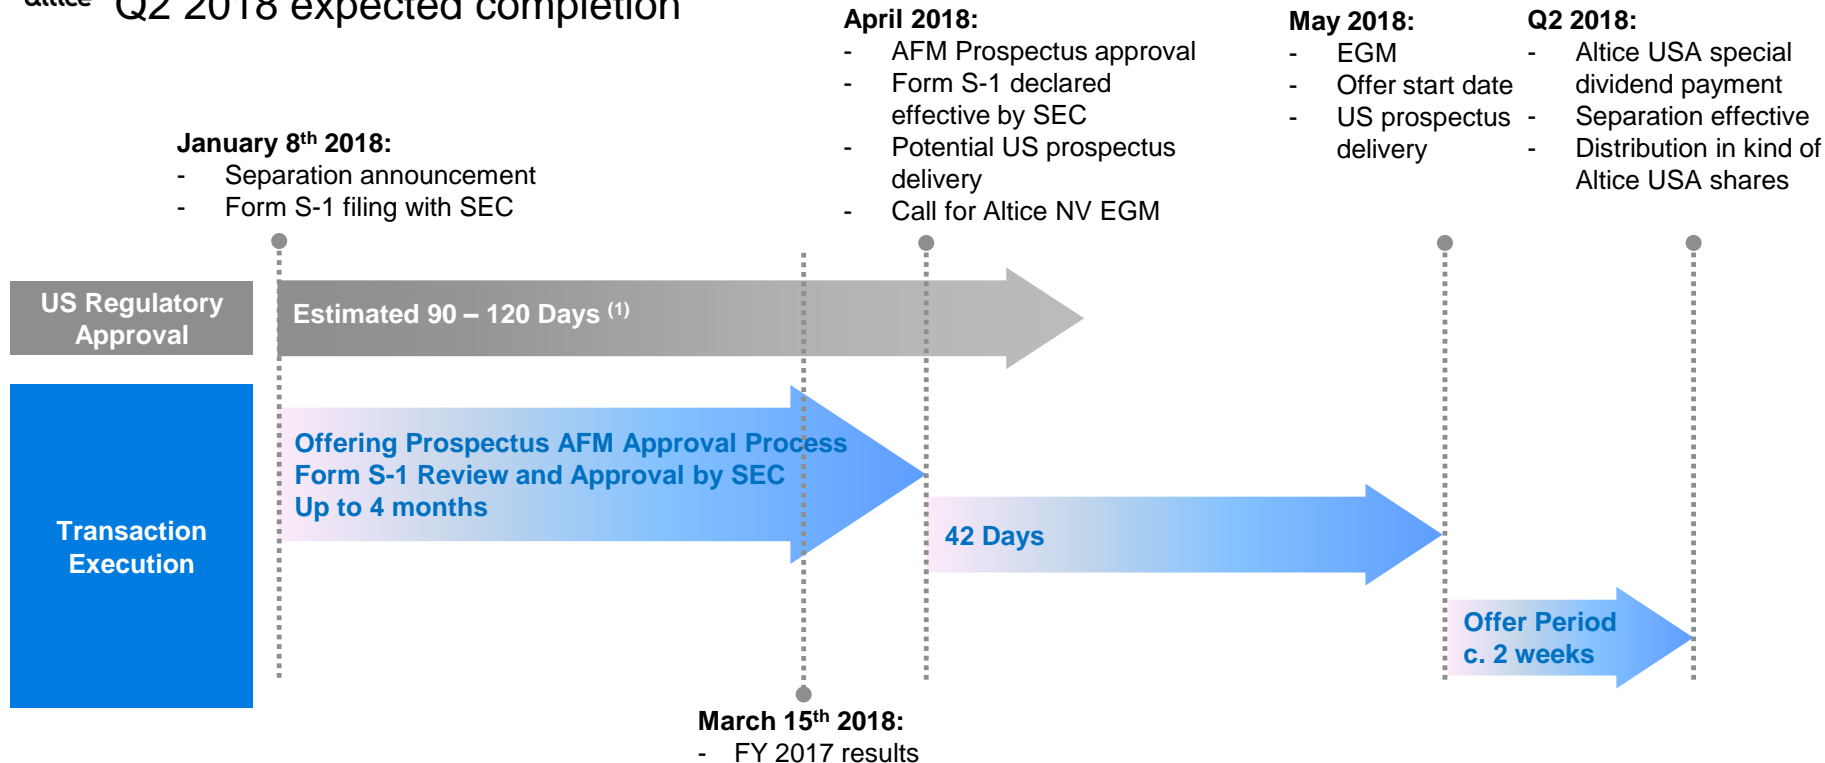 altice Q2 2018 expected completion
January 8th 2018:
- Separation announcement
- Form S-1 filing with SEC
April 2018:
- AFM Prospectus approval
- Form S-1 declared
effective by SEC
- Potential US prospectus
delivery
- Call for Altice NV EGM
May 2018:
- EGM
- Offer start date
- US prospectus
delivery
Q2 2018:
- Altice USA special
dividend payment
- Separation effective
- Distribution in kind of
Altice USA shares
US Regulatory
Approval
Estimated 90 – 120 Days (1)
Transaction
Execution
Offering Prospectus AFM Approval Process
Form S-1 Review and Approval by SEC
Up to 4 months
42 Days
Offer Period
c. 2 weeks
March 15th 2018:
- FY 2017 results